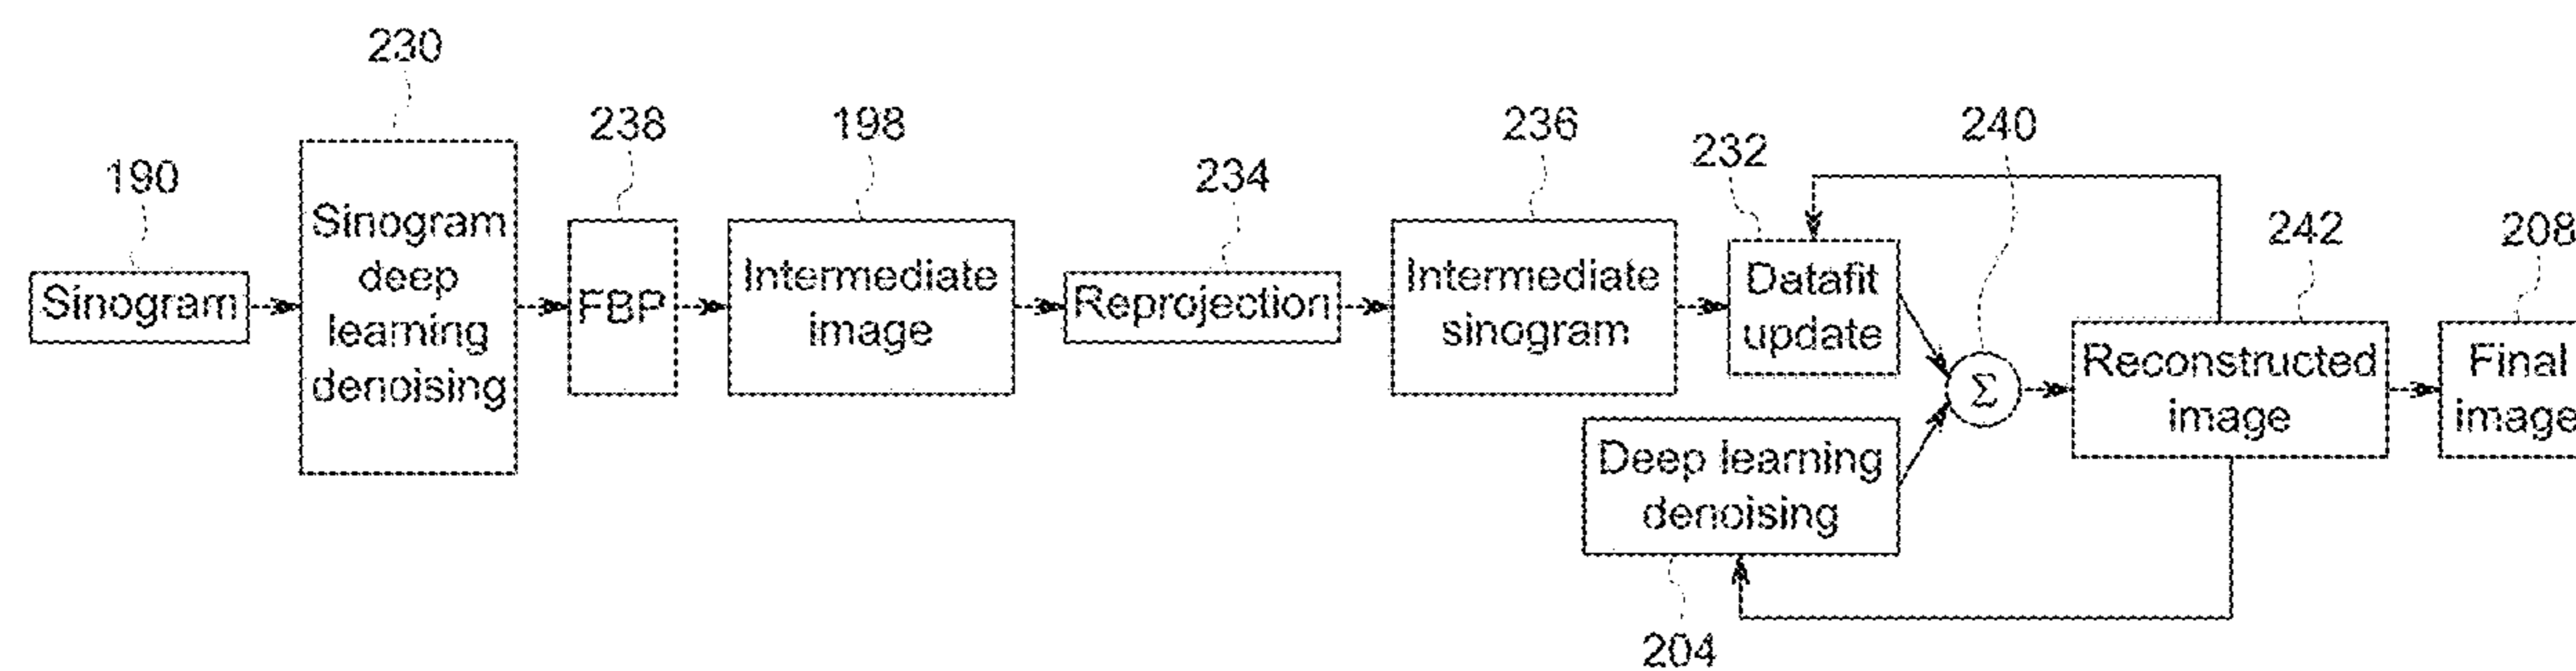 230
238
198
236
240
232
190
234
242
208
Sinogram
Sinogram
deep
learning
denoising
FBP
Intermediate
image
Reprojection
Intermediate
sinogram
Datafit
update
Σ
Reconstructed
image
Final
image
Deep learning
denoising
204